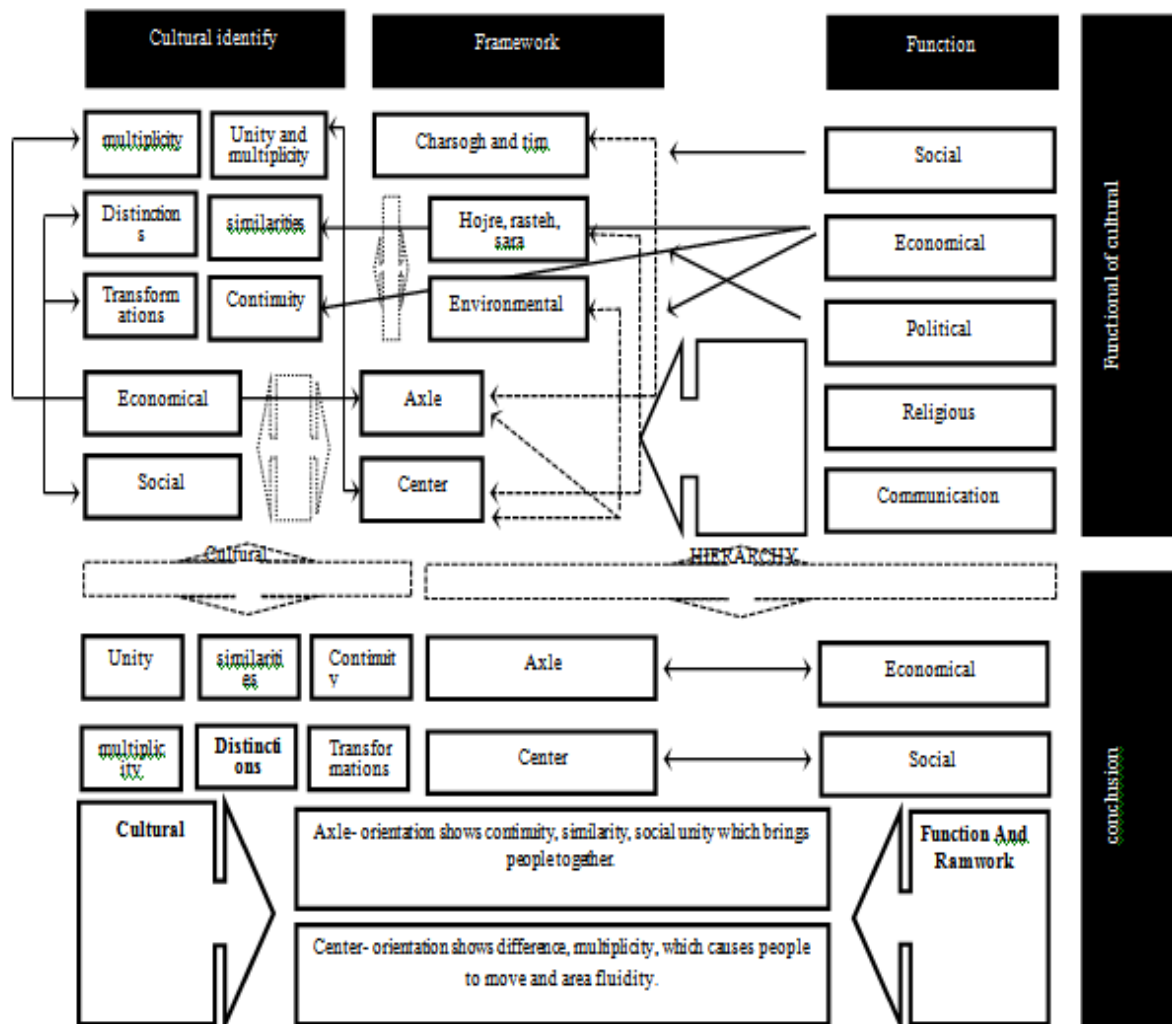 Cultural identify
Framework
Function
multiplicity
Unity and
multiplicity
Charsogh and tim
Social
Distinction
s
similarities
Hojre, rasteh,
sara
Economical
Transform
ations
Continuity
Environmental
Political
Economical
Axle
Religious
Social
Center
Communication
Functional of cultural
Cultural
HIERARCHY
Unity
similariti
es
Continuit
y
Axle
Economical
multiplic
ity
Distincti
ons
Transfor
mations
Center
Social
conclusion
Cultural
Axle- orientation shows continuity, similarity, social unity which brings
people together.
Function And
Ramwork
Center- orientation shows difference, multiplicity, which causes people
to move and area fluidity.